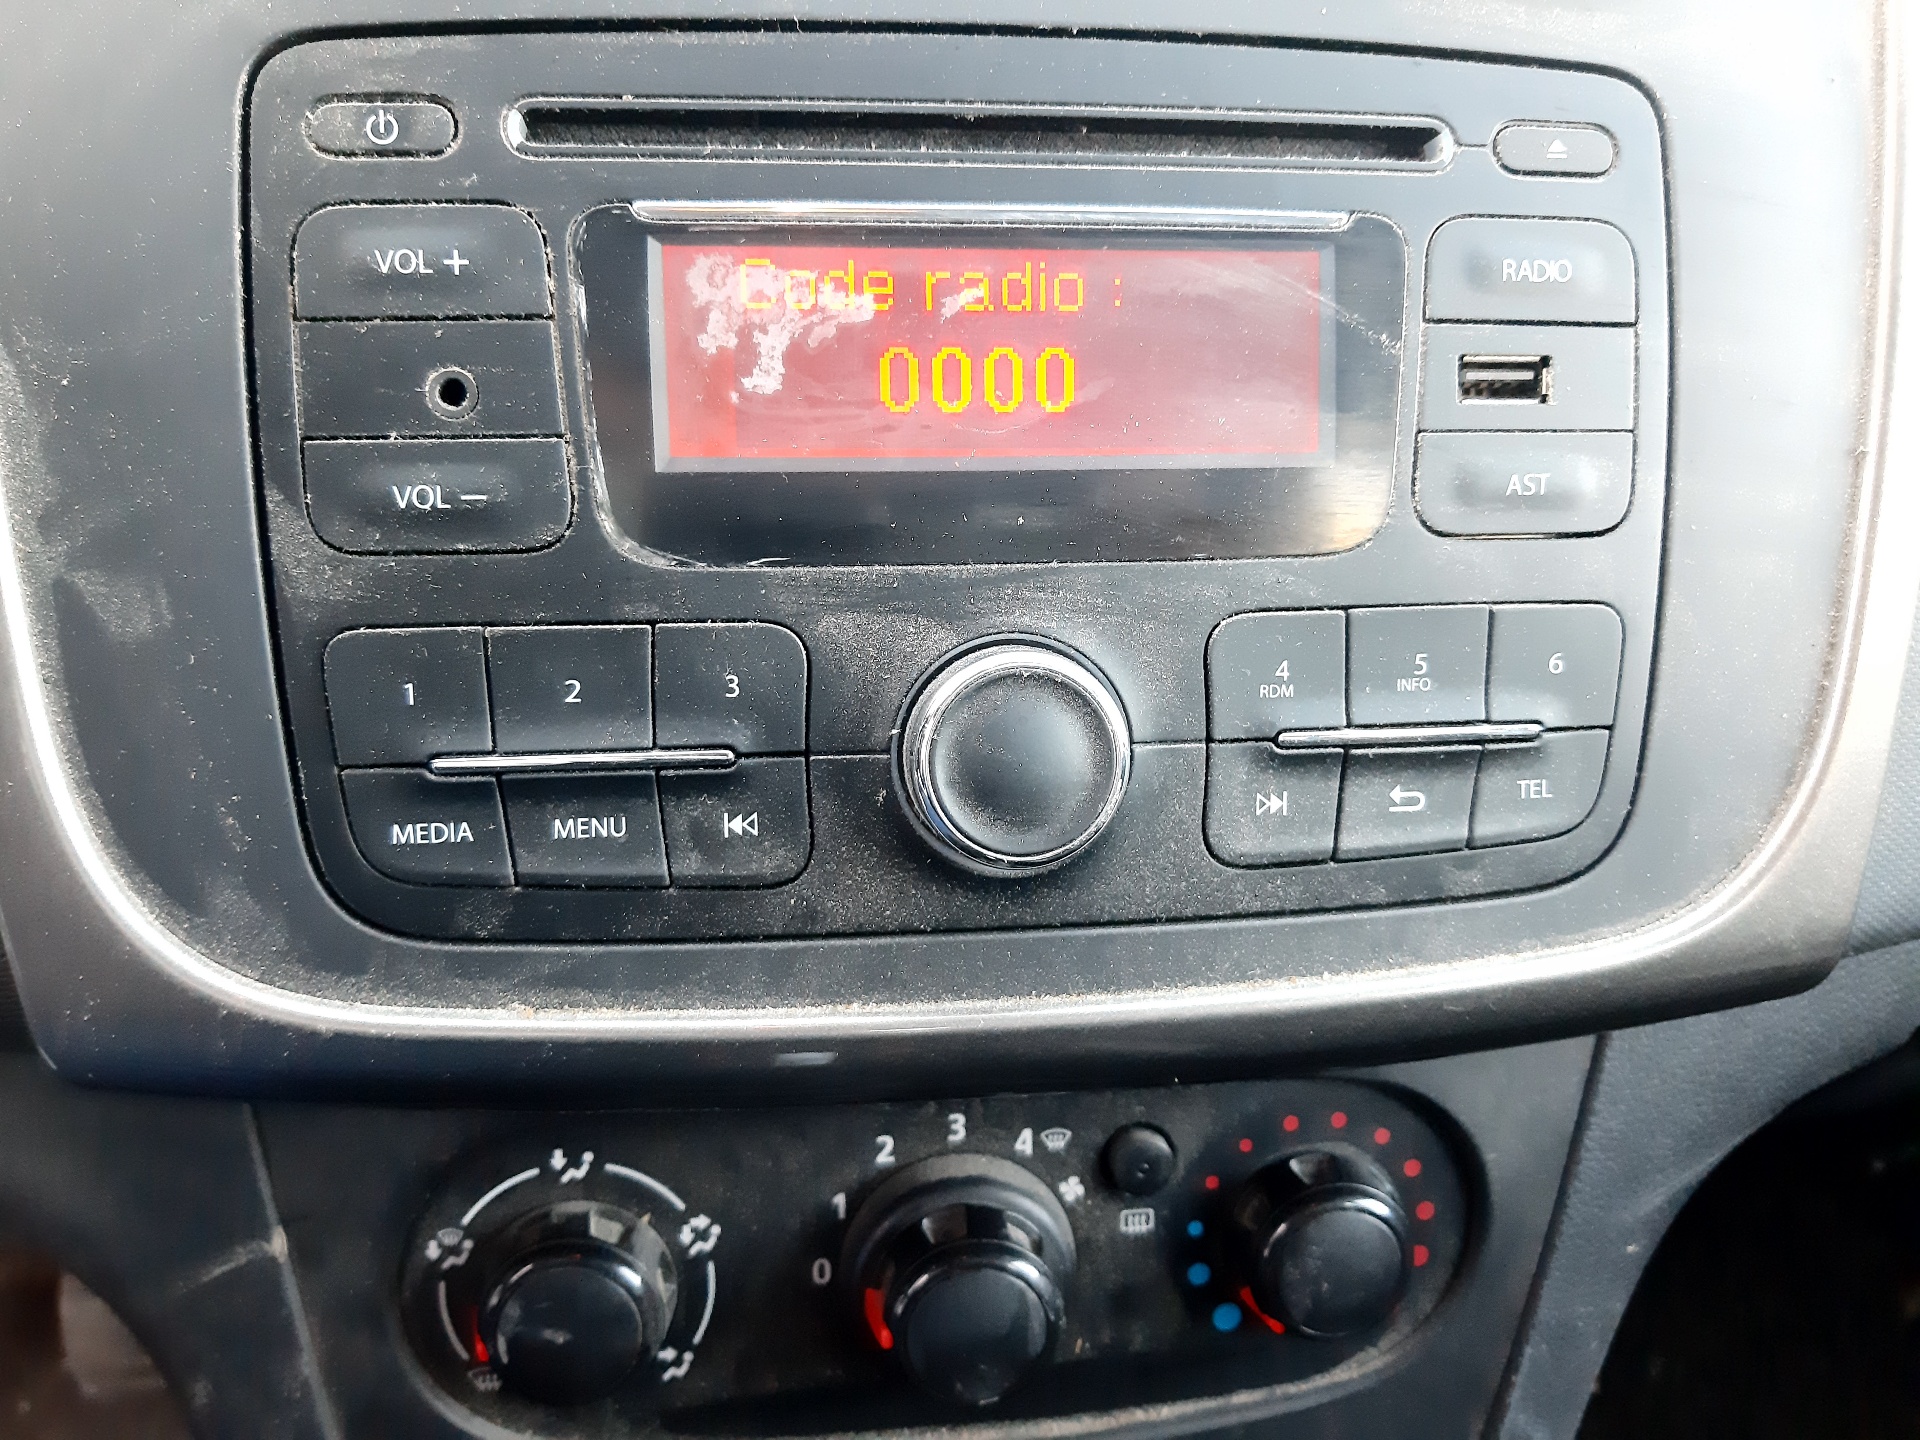 VOL +
Code radio :
RADIO
0000
VOL −
AST
1
2
3
4
RDM
5
INFO
6
MEDIA
MENU
TEL
0
1
2
3
4